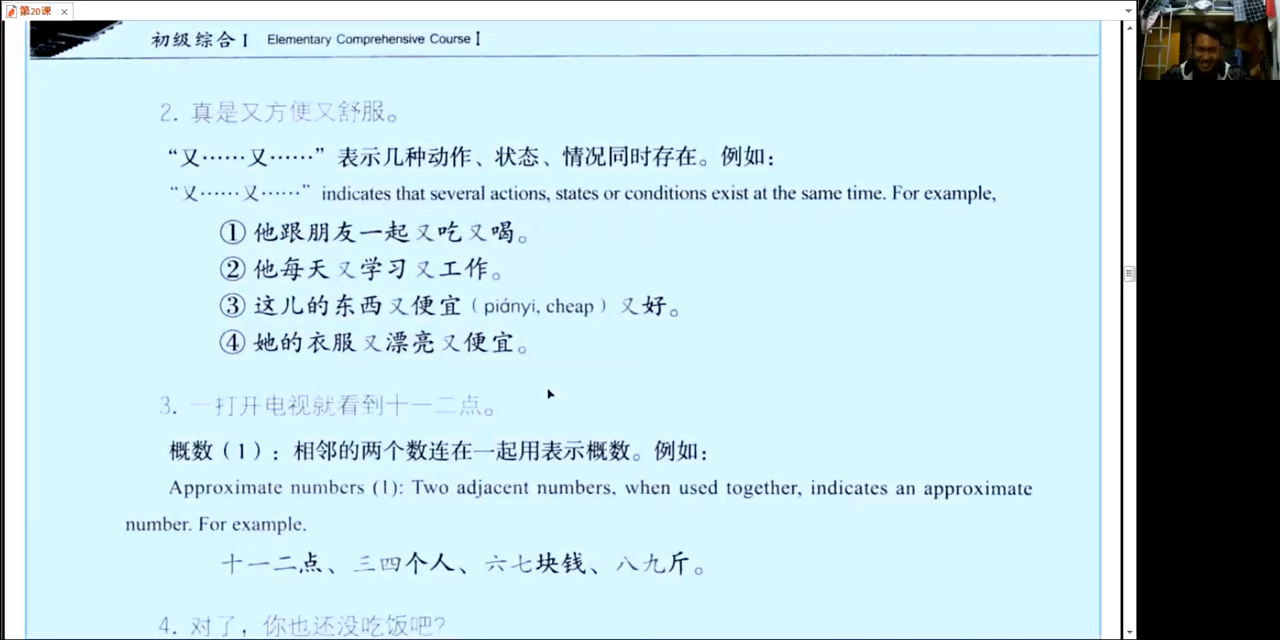 第20课
初级综合 I Elementary Comprehensive Course I
2. 真是又方便又舒服。
“又……又……”表示几种动作、状态、情况同时存在。例如：
“又……又……” indicates that several actions, states or conditions exist at the same time. For example,
① 他跟朋友一起又吃又喝。
② 他每天又学习又工作。
③ 这儿的东西又便宜（piányi, cheap）又好。
④ 她的衣服又漂亮又便宜。
3. 一打开电视就看到十一二点。
概数（1）：相邻的两个数连在一起用表示概数。例如：
Approximate numbers (1): Two adjacent numbers, when used together, indicates an approximate
number. For example.
十一二点、三四个人、六七块钱、八九斤。
4. 对了，你也还没吃饭吧？